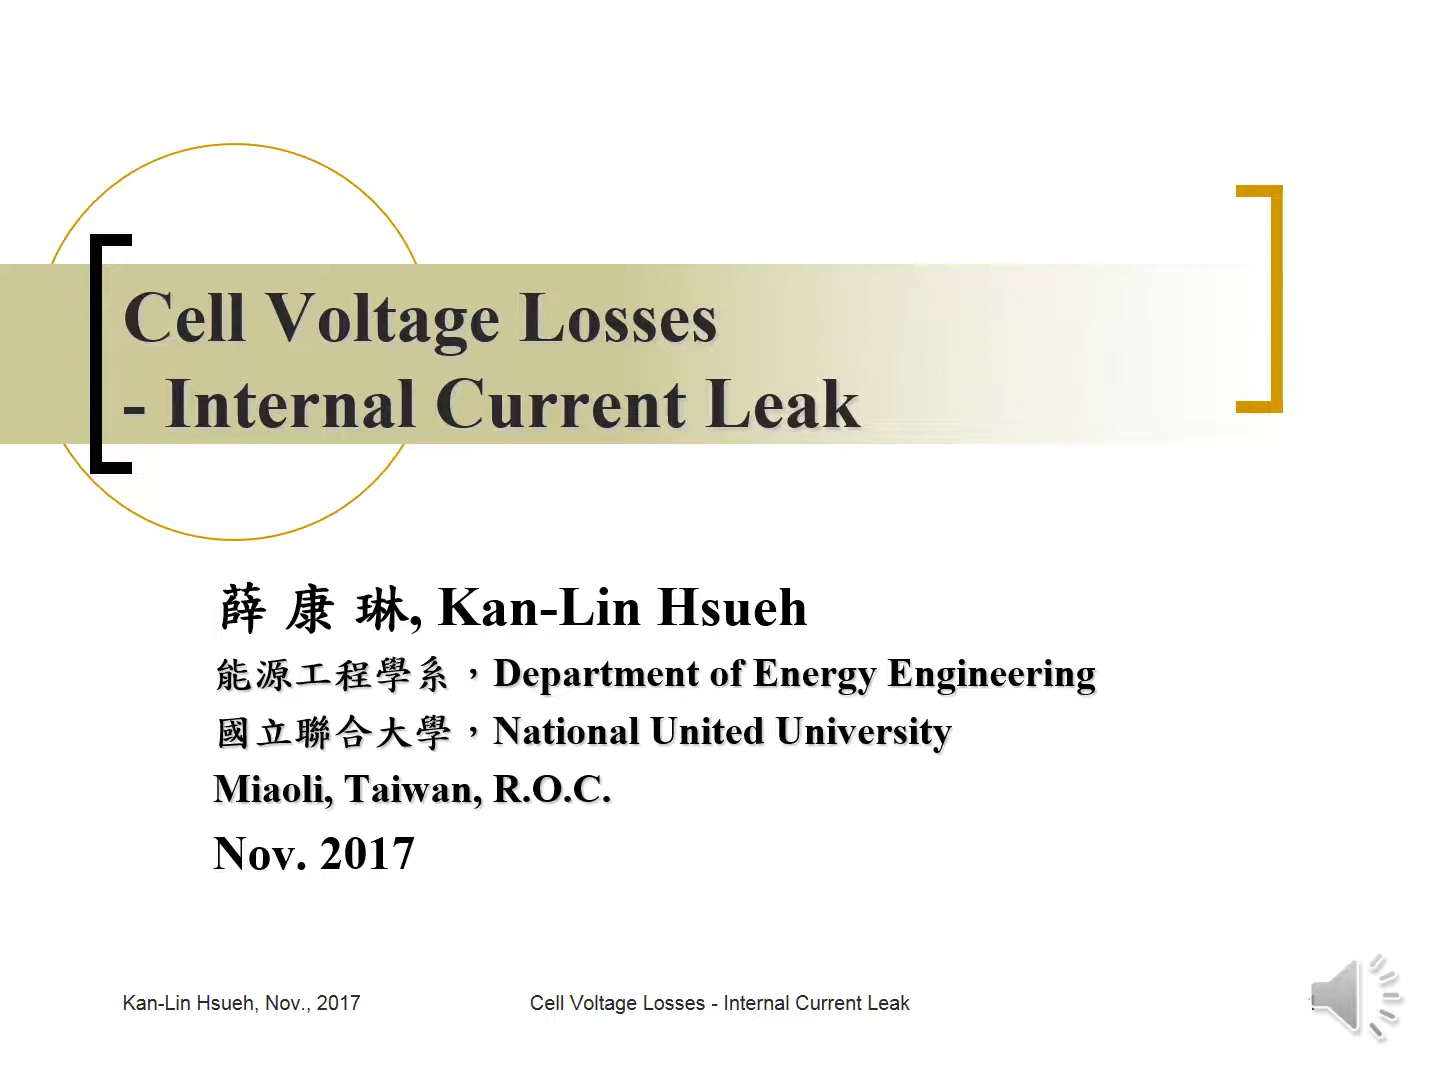 Cell Voltage Losses
- Internal Current Leak
薛 康 琳, Kan-Lin Hsueh
能源工程學系，Department of Energy Engineering
國立聯合大學，National United University
Miaoli, Taiwan, R.O.C.
Nov. 2017
Kan-Lin Hsueh, Nov., 2017
Cell Voltage Losses - Internal Current Leak